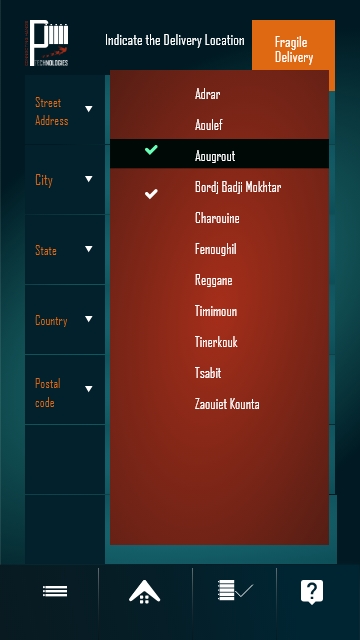 TECHNOLOGIES
Indicate the Delivery Location
Fragile
Delivery
Street
Address
City
State
Country
Postal
code
Adrar
Aoulef
Aougrout
Bordj Badji Mokhtar
Charouine
Fenoughil
Reggane
Timimoun
Tinerkouk
Tsabit
Zaouiet Kounta